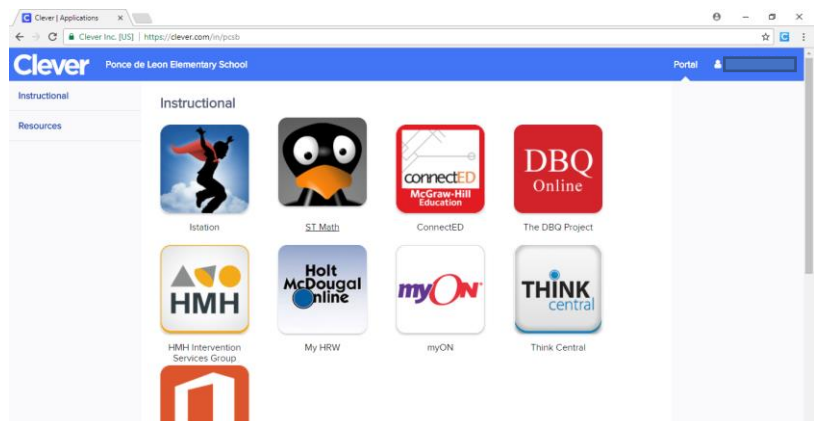 Clever | Applications
Clever Inc. [US] | https://clever.com/in/pcsb
Clever Ponce de Leon Elementary School Portal
Instructional
Resources
Instructional
Istation
ST Math
connectED
McGraw-Hill
Education
ConnectED
DBQ
Online
The DBQ Project
HMH
HMH Intervention
Services Group
Holt
McDougal
Online
My HRW
myON
myON
THINK
central
Think Central